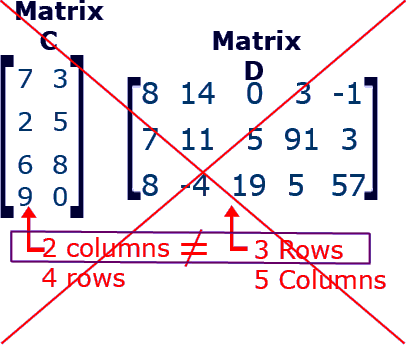 Matrix
C
7 3
2 5
6 8
9 0
Matrix
D
8 14 0 3 -1
7 11 5 91 3
8 -4 19 5 57
2 columns ≠ 3 Rows
4 rows
5 Columns